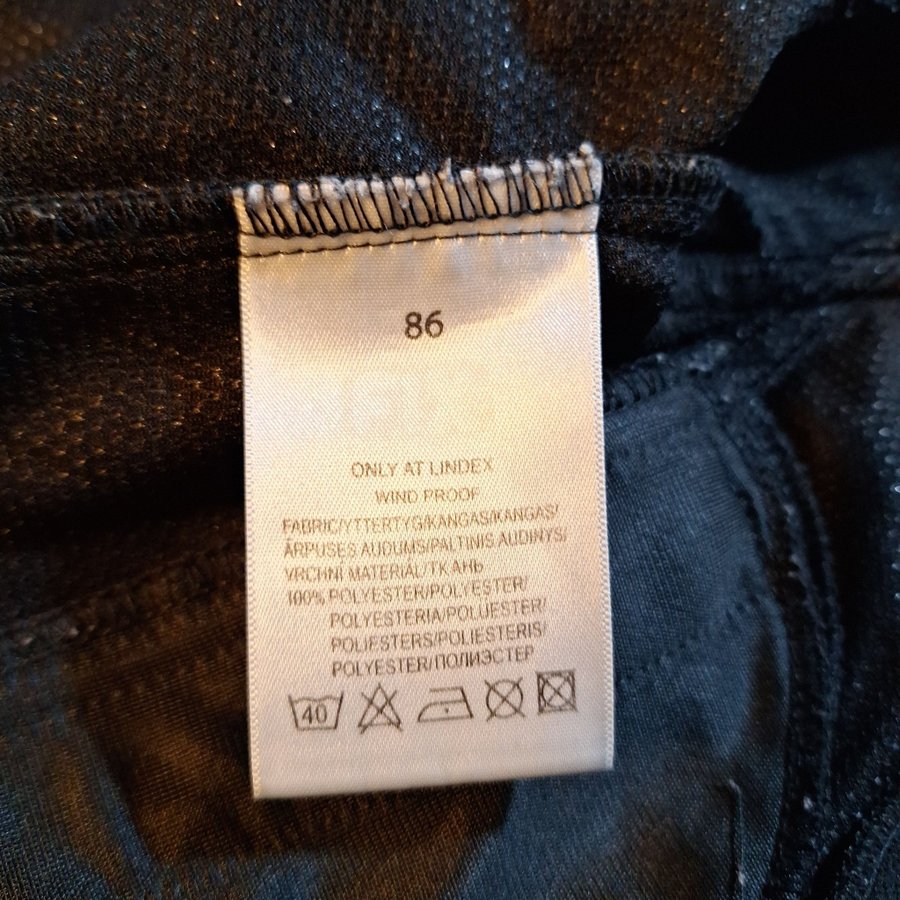 86
ONLY AT LINDEX
WIND PROOF
FABRIC/YTTERTYG/KANGAS/KANGAS/
ĀRPUSES AUDUMS/PALTINIS AUDINYS/
VRCHNÍ MATERIÁL/TKAHЬ
100% POLYESTER/POLYESTER/
POLYESTERIA/POLÜESTER/
POLIESTERS/POLIESTERIS/
POLYESTER/ПОЛИЭСТЕР
40